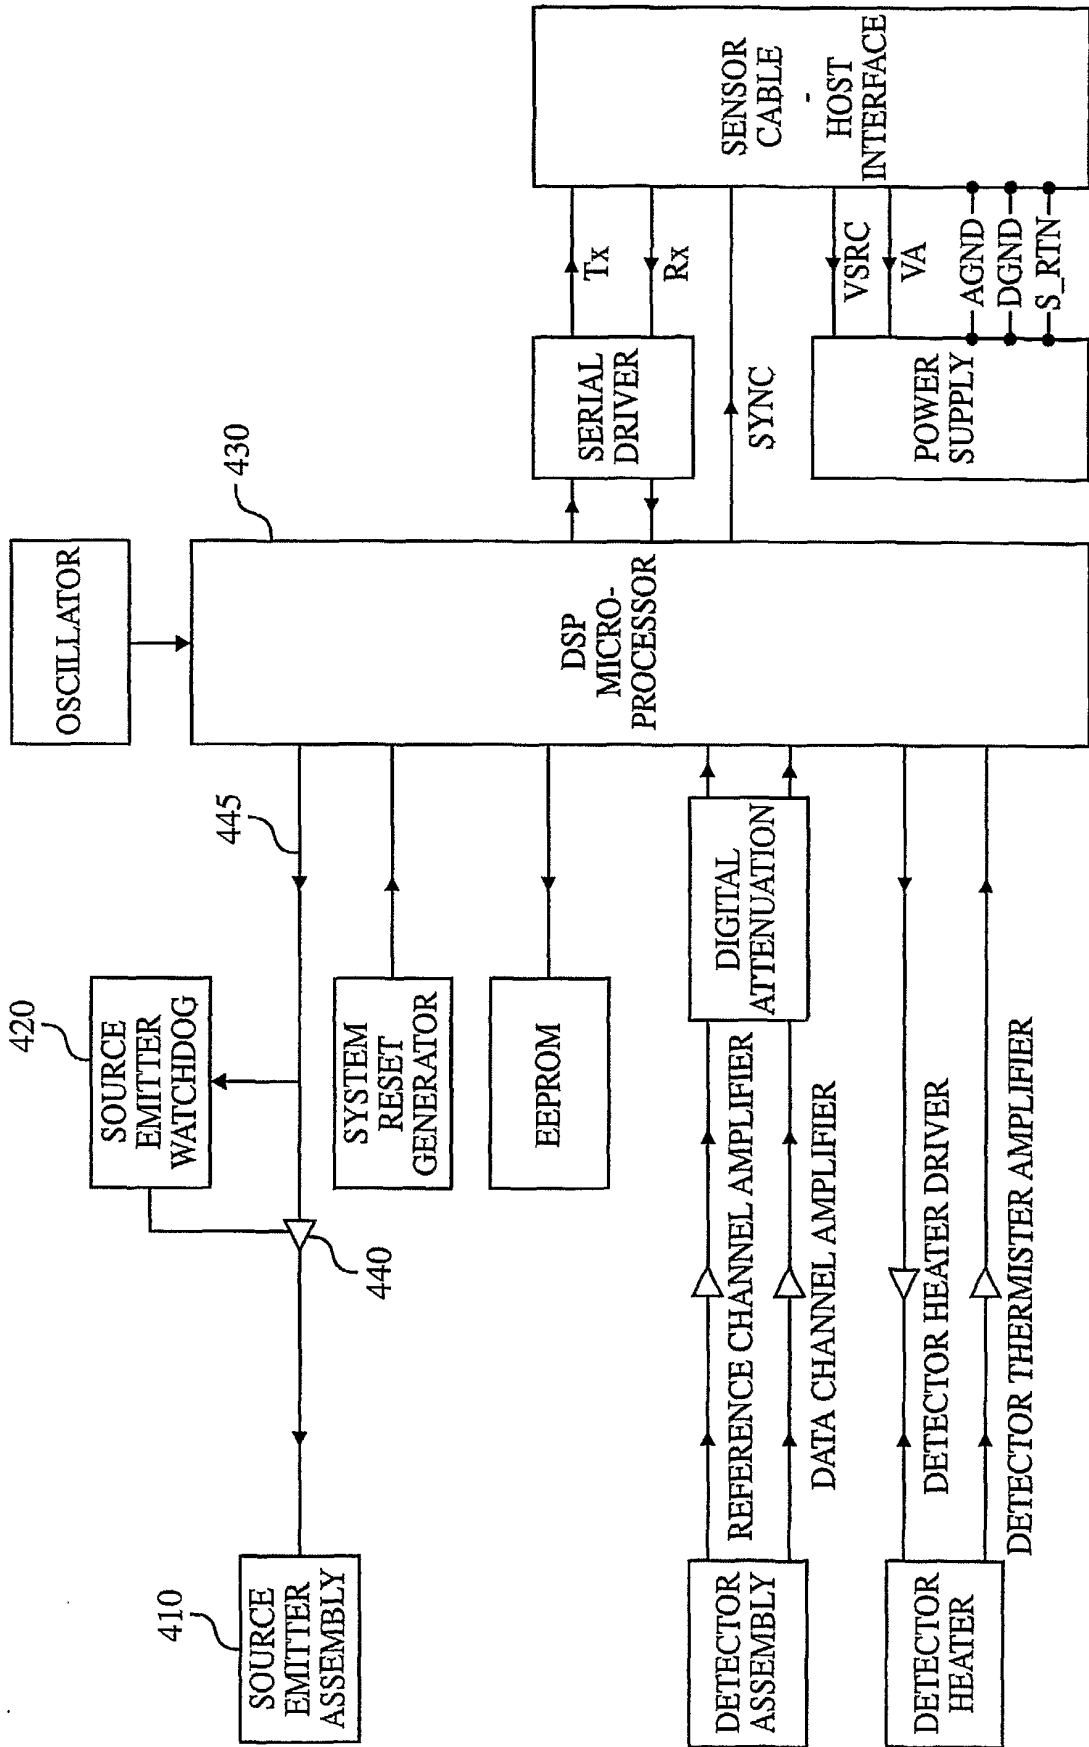 410
SOURCE
EMITTER
ASSEMBLY
420
SOURCE
EMITTER
WATCHDOG
440
445
SYSTEM
RESET
GENERATOR
EEPROM
DETECTOR
ASSEMBLY
REFERENCE CHANNEL AMPLIFIER
DATA CHANNEL AMPLIFIER
DIGITAL
ATTENUATION
DETECTOR
HEATER
DETECTOR HEATER DRIVER
DETECTOR THERMISTER AMPLIFIER
OSCILLATOR
430
DSP
MICRO-
PROCESSOR
SERIAL
DRIVER
Tx
Rx
SYNC
POWER
SUPPLY
VSRC
VA
AGND
DGND
S_RTN
SENSOR
CABLE
-
HOST
INTERFACE